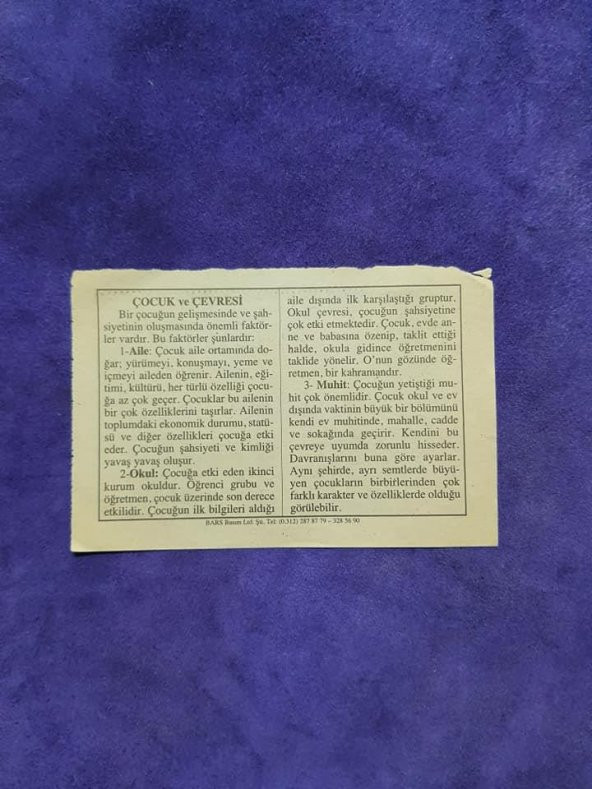 ÇOCUK ve ÇEVRESİ
Bir çocuğun gelişmesinde ve şah-
siyetinin oluşmasında önemli faktör-
ler vardır. Bu faktörler şunlardır:
1-Aile: Çocuk aile ortamında do-
ğar; yürümeyi, konuşmayı, yeme ve
içmeyi aileden öğrenir. Ailenin, eği-
timi, kültürü, her türlü özelliği çocu-
ğa az çok geçer. Çocuklar bu ailenin
bir çok özelliklerini taşırlar. Ailenin
toplumdaki ekonomik durumu, statü-
sü ve diğer özellikleri çocuğa etki
eder. Çocuğun şahsiyeti ve kimliği
yavaş yavaş oluşur.
2-Okul: Çocuğa etki eden ikinci
kurum okuldur. Öğrenci grubu ve
öğretmen, çocuk üzerinde son derece
etkilidir. Çocuğun ilk bilgileri aldığı
aile dışında ilk karşılaştığı gruptur.
Okul çevresi, çocuğun şahsiyetine
çok etki etmektedir. Çocuk, evde an-
ne ve babasına özenip, taklit ettiği
halde, okula gidince öğretmenini
taklide yönelir. O'nun gözünde öğ-
retmen, bir kahramandır.
3- Muhit: Çocuğun yetiştiği mu-
hit çok önemlidir. Çocuk okul ve ev
dışında vaktinin büyük bir bölümünü
kendi ev muhitinde, mahalle, cadde
ve sokağında geçirir. Kendini bu
çevreye uyumda zorunlu hisseder.
Davranışlarını buna göre ayarlar.
Aynı şehirde, ayrı semtlerde büyü-
yen çocukların birbirlerinden çok
farklı karakter ve özelliklerde olduğu
görülebilir.
BARS Basım Ltd. Şti. Tel: (0.312) 287 87 79 – 328 56 90